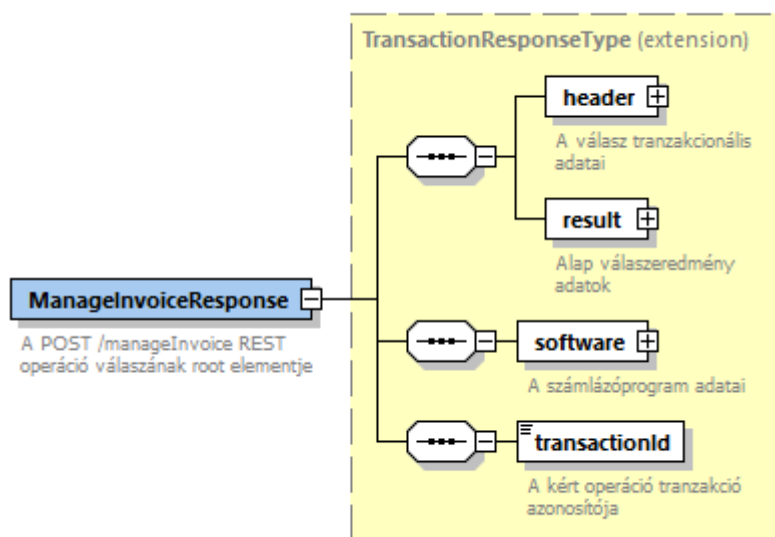 TransactionResponseType (extension)
header
A válasz tranzakcionális
adatai
result
Alap válaszeredmény
adatok
ManageInvoiceResponse
A POST /manageInvoice REST
operáció válaszának root elementje
software
A számlázóprogram adatai
transactionId
A kért operáció tranzakció
azonosítója